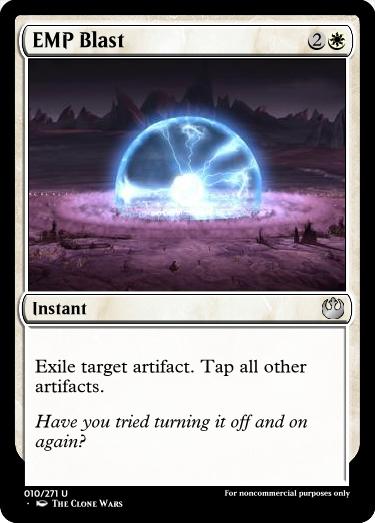 EMP Blast 2
Instant
Exile target artifact. Tap all other
artifacts.
Have you tried turning it off and on
again?
010/271 U
For noncommercial purposes only
· The Clone Wars